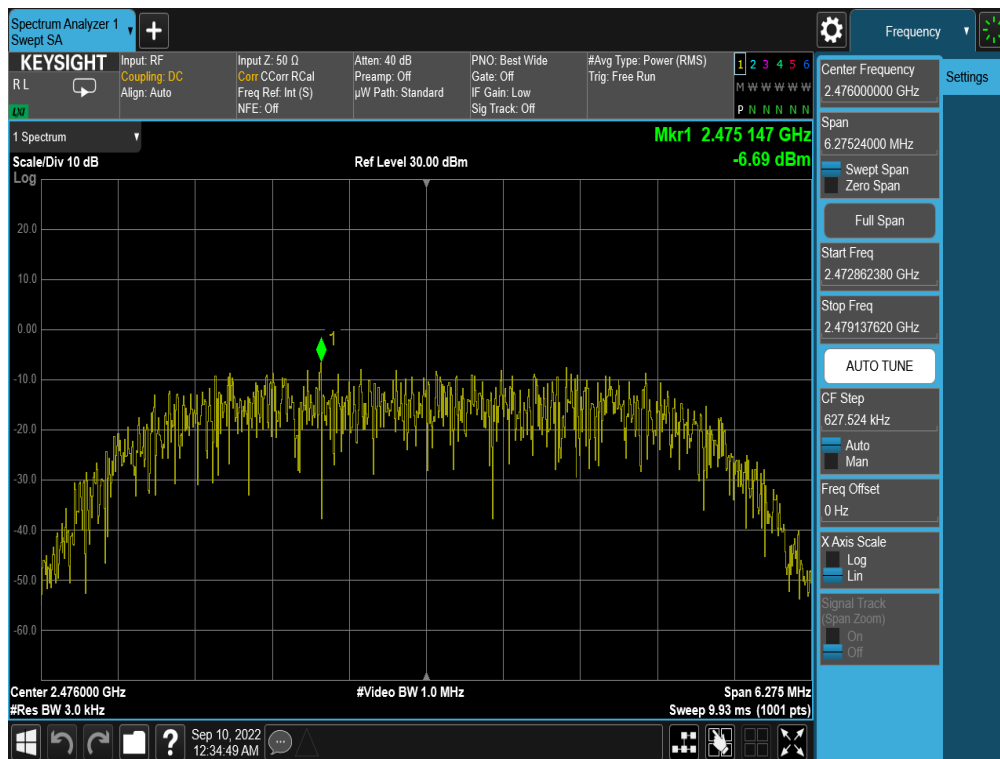 Spectrum Analyzer 1
Swept SA
Frequency
KEYSIGHT
RL
LXI
Input: RF
Coupling: DC
Align: Auto
Input Z: 50 Ω
Corr CCorr RCal
Freq Ref: Int (S)
NFE: Off
Atten: 40 dB
Preamp: Off
µW Path: Standard
PNO: Best Wide
Gate: Off
IF Gain: Low
Sig Track: Off
#Avg Type: Power (RMS)
Trig: Free Run
1 2 3 4 5 6
M W W W W W
P N N N N N
1 Spectrum
Scale/Div 10 dB
Log
Ref Level 30.00 dBm
Mkr1 2.475 147 GHz
-6.69 dBm
20.0
10.0
0.00
-10.0
-20.0
-30.0
-40.0
-50.0
-60.0
1
Center 2.476000 GHz
#Res BW 3.0 kHz
#Video BW 1.0 MHz
Span 6.275 MHz
Sweep 9.93 ms (1001 pts)
Center Frequency
2.476000000 GHz
Settings
Span
6.27524000 MHz
Swept Span
Zero Span
Full Span
Start Freq
2.472862380 GHz
Stop Freq
2.479137620 GHz
AUTO TUNE
CF Step
627.524 kHz
Auto
Man
Freq Offset
0 Hz
X Axis Scale
Log
Lin
Signal Track
(Span Zoom)
On
Off
?
Sep 10, 2022
12:34:49 AM